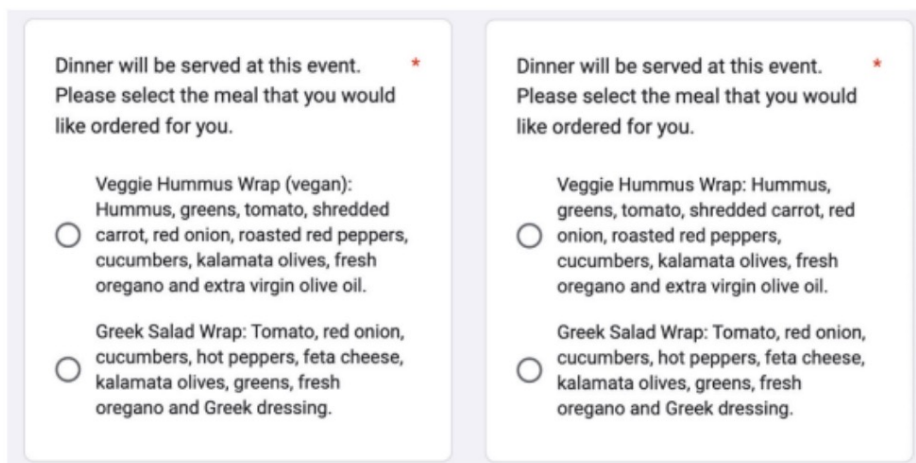 Dinner will be served at this event. *
Please select the meal that you would
like ordered for you.
Veggie Hummus Wrap (vegan):
Hummus, greens, tomato, shredded
carrot, red onion, roasted red peppers,
cucumbers, kalamata olives, fresh
oregano and extra virgin olive oil.
Greek Salad Wrap: Tomato, red onion,
cucumbers, hot peppers, feta cheese,
kalamata olives, greens, fresh
oregano and Greek dressing.
Dinner will be served at this event. *
Please select the meal that you would
like ordered for you.
Veggie Hummus Wrap: Hummus,
greens, tomato, shredded carrot, red
onion, roasted red peppers,
cucumbers, kalamata olives, fresh
oregano and extra virgin olive oil.
Greek Salad Wrap: Tomato, red onion,
cucumbers, hot peppers, feta cheese,
kalamata olives, greens, fresh
oregano and Greek dressing.